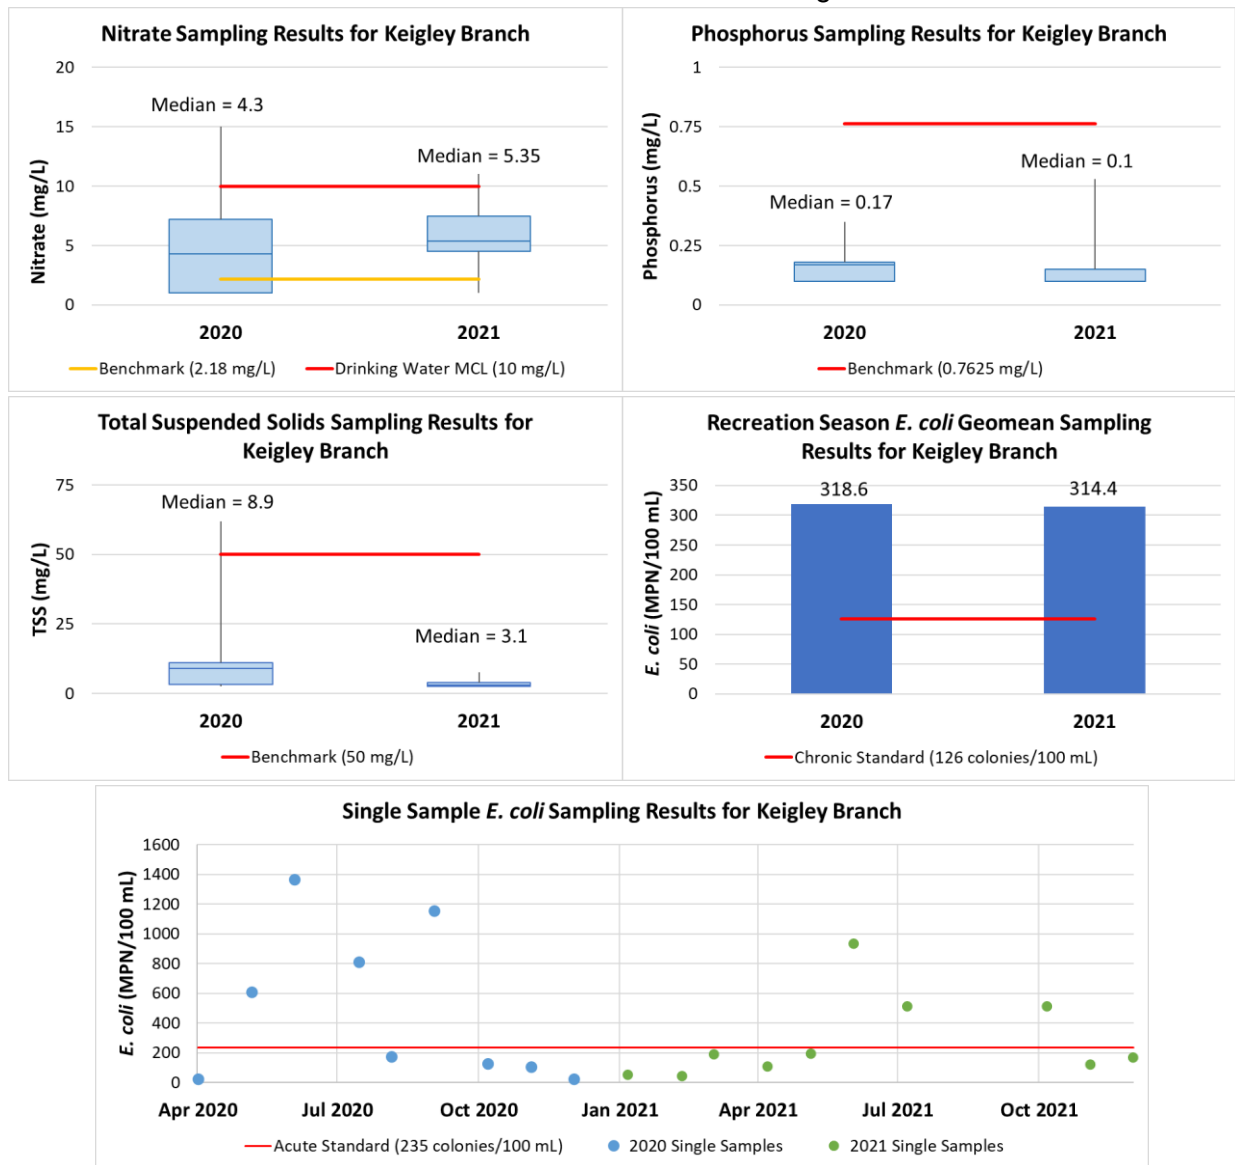 Nitrate Sampling Results for Keigley Branch
20
15
10
5
0
Nitrate (mg/L)
Median = 4.3
Median = 5.35
2020
2021
Benchmark (2.18 mg/L)
Drinking Water MCL (10 mg/L)
Phosphorus Sampling Results for Keigley Branch
1
0.75
0.5
0.25
0
Phosphorus (mg/L)
Median = 0.17
Median = 0.1
2020
2021
Benchmark (0.7625 mg/L)
Total Suspended Solids Sampling Results for
Keigley Branch
75
50
25
0
TSS (mg/L)
Median = 8.9
Median = 3.1
2020
2021
Benchmark (50 mg/L)
Recreation Season E. coli Geomean Sampling
Results for Keigley Branch
350
300
250
200
150
100
50
0
E. coli (MPN/100 mL)
318.6
314.4
2020
2021
Chronic Standard (126 colonies/100 mL)
Single Sample E. coli Sampling Results for Keigley Branch
1600
1400
1200
1000
800
600
400
200
0
E. coli (MPN/100 mL)
Apr 2020
Jul 2020
Oct 2020
Jan 2021
Apr 2021
Jul 2021
Oct 2021
Acute Standard (235 colonies/100 mL)
2020 Single Samples
2021 Single Samples